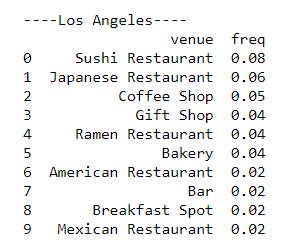 ----Los Angeles----
venue freq
0 Sushi Restaurant 0.08
1 Japanese Restaurant 0.06
2 Coffee Shop 0.05
3 Gift Shop 0.04
4 Ramen Restaurant 0.04
5 Bakery 0.04
6 American Restaurant 0.02
7 Bar 0.02
8 Breakfast Spot 0.02
9 Mexican Restaurant 0.02